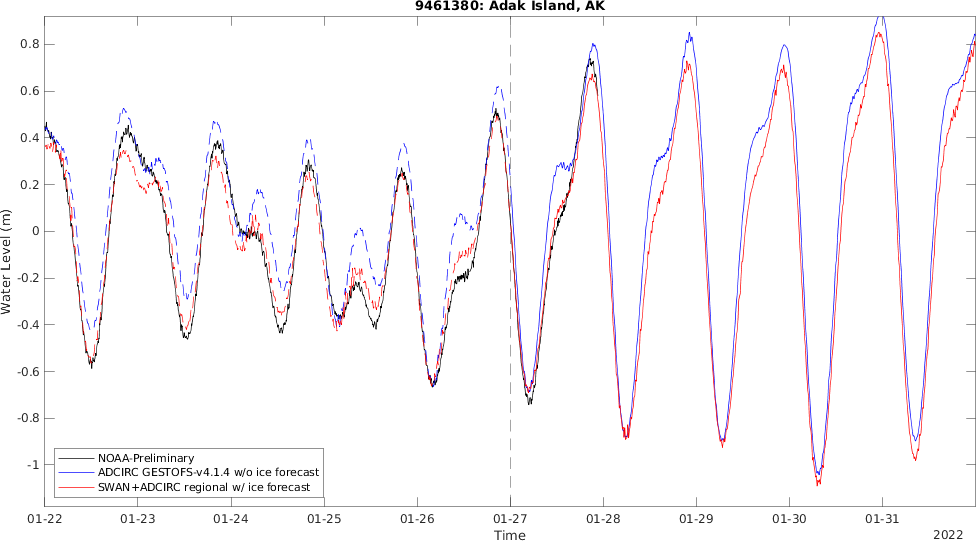 9461380: Adak Island, AK
Water Level (m)
0.8
0.6
0.4
0.2
0
-0.2
-0.4
-0.6
-0.8
-1
NOAA-Preliminary
ADCIRC GESTOFS-v4.1.4 w/o ice forecast
SWAN+ADCIRC regional w/ ice forecast
01-22 01-23 01-24 01-25 01-26 01-27 01-28 01-29 01-30 01-31
Time
2022